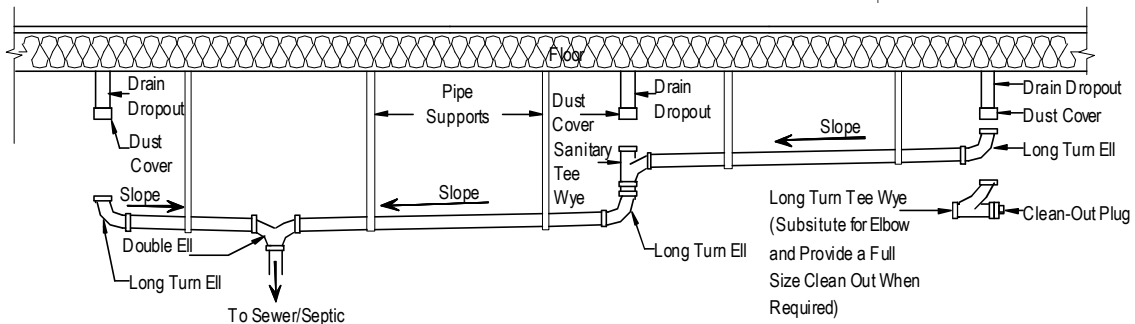 Floor
Drain
Dropout
Dust
Cover
Pipe
Supports
Dust
Cover
Sanitary
Tee
Wye
Drain
Dropout
Slope
Drain Dropout
Dust Cover
Long Turn Ell
Slope
Double Ell
Long Turn Ell
To Sewer/Septic
Slope
Long Turn Ell
Long Turn Tee Wye
(Subsitute for Elbow
and Provide a Full
Size Clean Out When
Required)
Clean-Out Plug